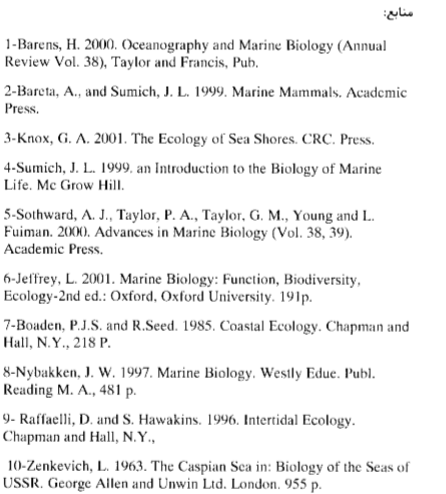 منابع:
1-Barens, H. 2000. Oceanography and Marine Biology (Annual
Review Vol. 38), Taylor and Francis, Pub.
2-Bareta, A., and Sumich, J. L. 1999. Marine Mammals. Academic
Press.
3-Knox, G. A. 2001. The Ecology of Sea Shores. CRC. Press.
4-Sumich, J. L. 1999. an Introduction to the Biology of Marine
Life. Mc Grow Hill.
5-Sothward, A. J., Taylor, P. A., Taylor. G. M., Young and L.
Fuiman. 2000. Advances in Marine Biology (Vol. 38, 39).
Academic Press.
6-Jeffrey, L. 2001. Marine Biology: Function, Biodiversity,
Ecology-2nd ed.: Oxford, Oxford University. 191p.
7-Boaden, P.J.S. and R.Seed. 1985. Coastal Ecology. Chapman and
Hall, N.Y., 218 P.
8-Nybakken, J. W. 1997. Marine Biology. Westly Educ. Publ.
Reading M. A., 481 p.
9- Raffaelli, D. and S. Hawakins. 1996. Intertidal Ecology.
Chapman and Hall, N.Y.,
10-Zenkevich, L. 1963. The Caspian Sea in: Biology of the Seas of
USSR. George Allen and Unwin Ltd. London. 955 p.